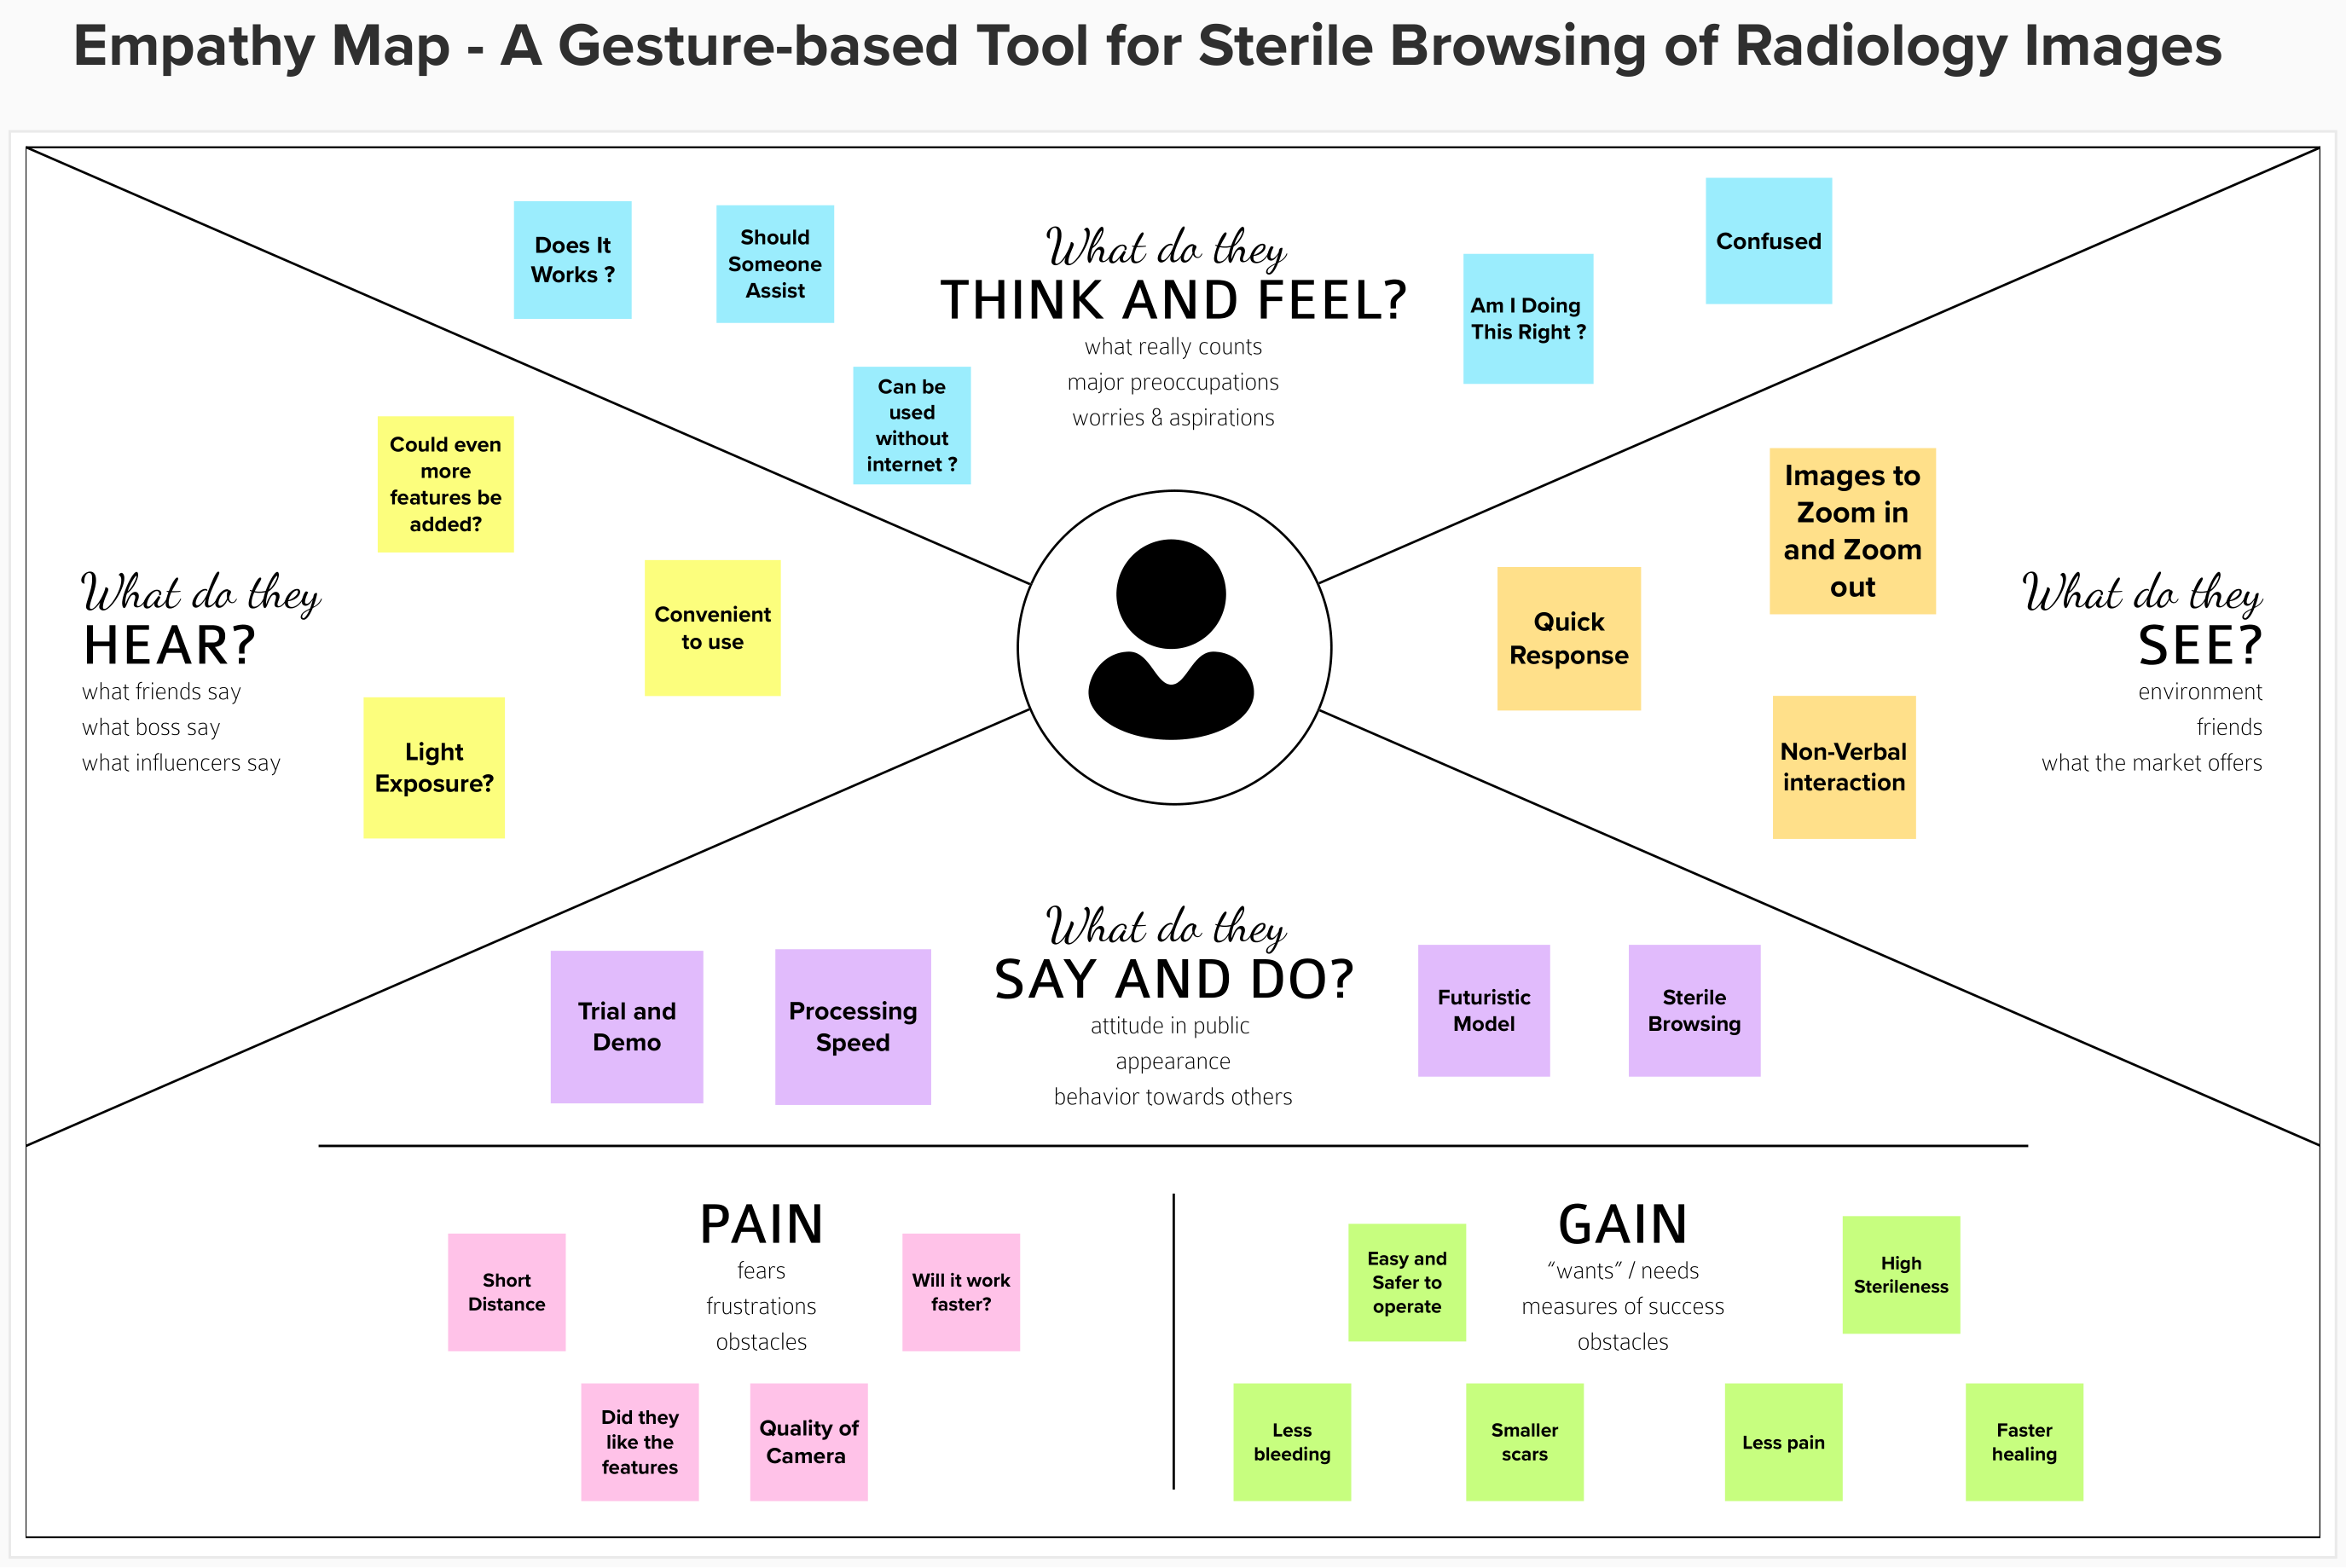 Empathy Map - A Gesture-based Tool for Sterile Browsing of Radiology Images
Does It
Works ?
Should
Someone
Assist
Can be
used
without
internet ?
What do they
THINK AND FEEL?
what really counts
major preoccupations
worries & aspirations
Am I Doing
This Right ?
Confused
What do they
HEAR?
what friends say
what boss say
what influencers say
Could even
more
features be
added?
Convenient
to use
Light
Exposure?
Quick
Response
Images to
Zoom in
and Zoom
out
Non-Verbal
interaction
What do they
SEE?
environment
friends
what the market offers
Trial and
Demo
Processing
Speed
What do they
SAY AND DO?
attitude in public
appearance
behavior towards others
Futuristic
Model
Sterile
Browsing
PAIN
fears
frustrations
obstacles
Short
Distance
Will it work
faster?
Did they
like the
features
Quality of
Camera
GAIN
“wants” / needs
measures of success
obstacles
Easy and
Safer to
operate
High
Sterileness
Less
bleeding
Smaller
scars
Less pain
Faster
healing